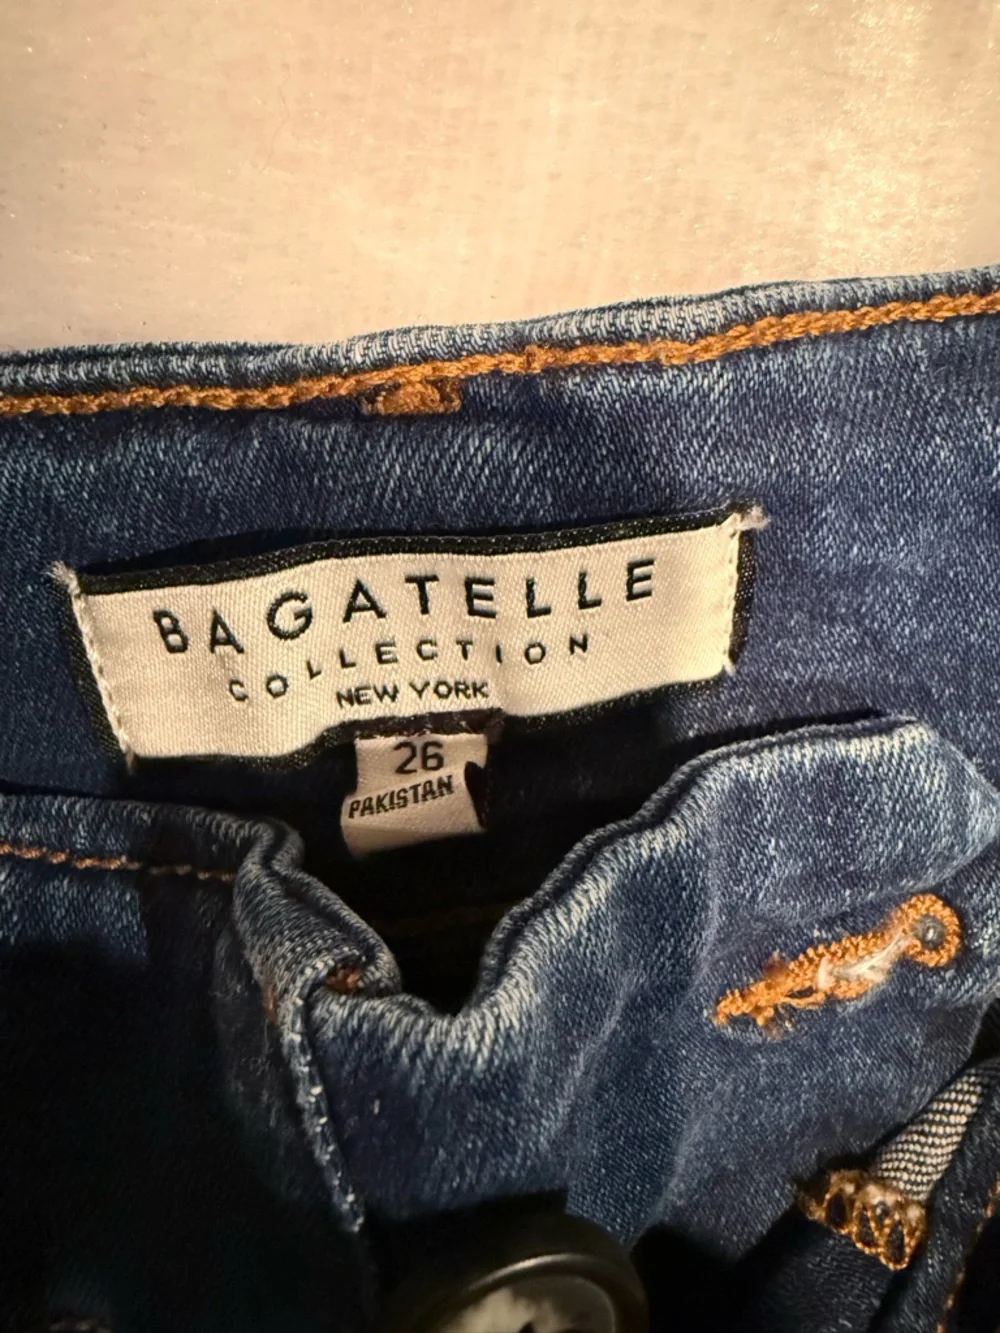 BAGATELLE
COLLECTION
NEW YORK
26
PAKISTAN